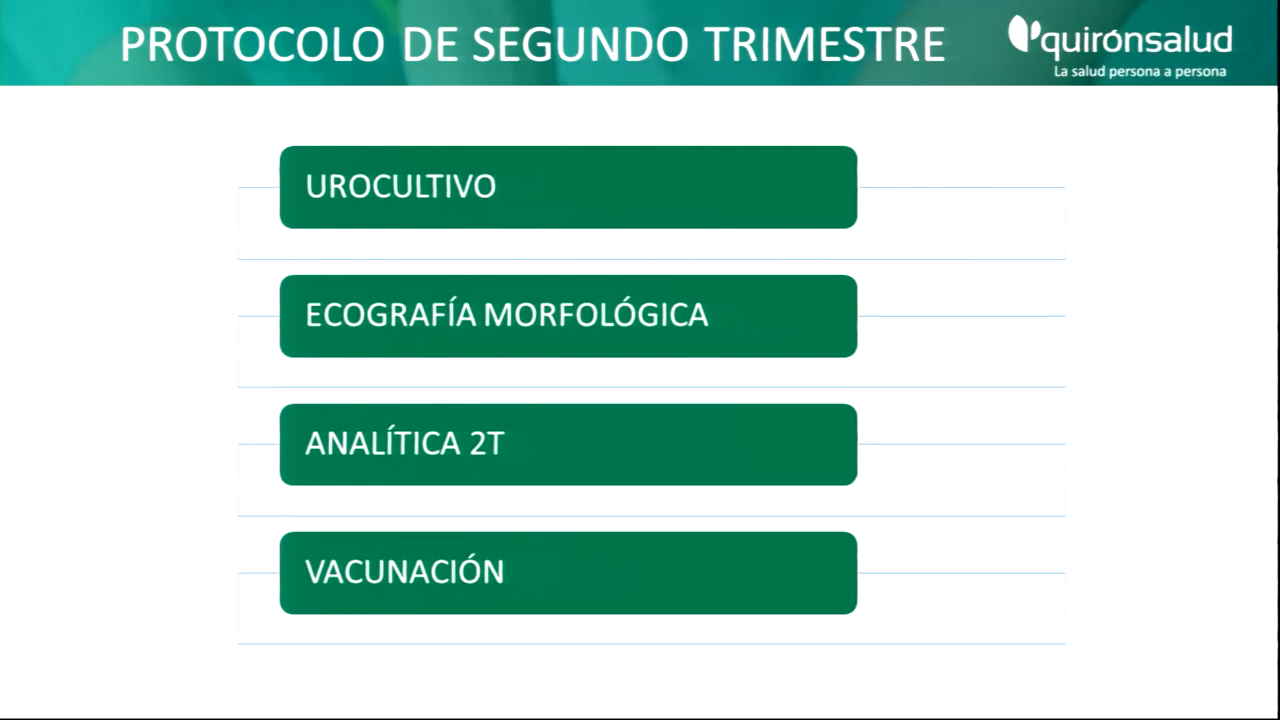 PROTOCOLO DE SEGUNDO TRIMESTRE
quirónsalud
La salud persona a persona
UROCULTIVO
ECOGRAFÍA MORFOLÓGICA
ANALÍTICA 2T
VACUNACIÓN